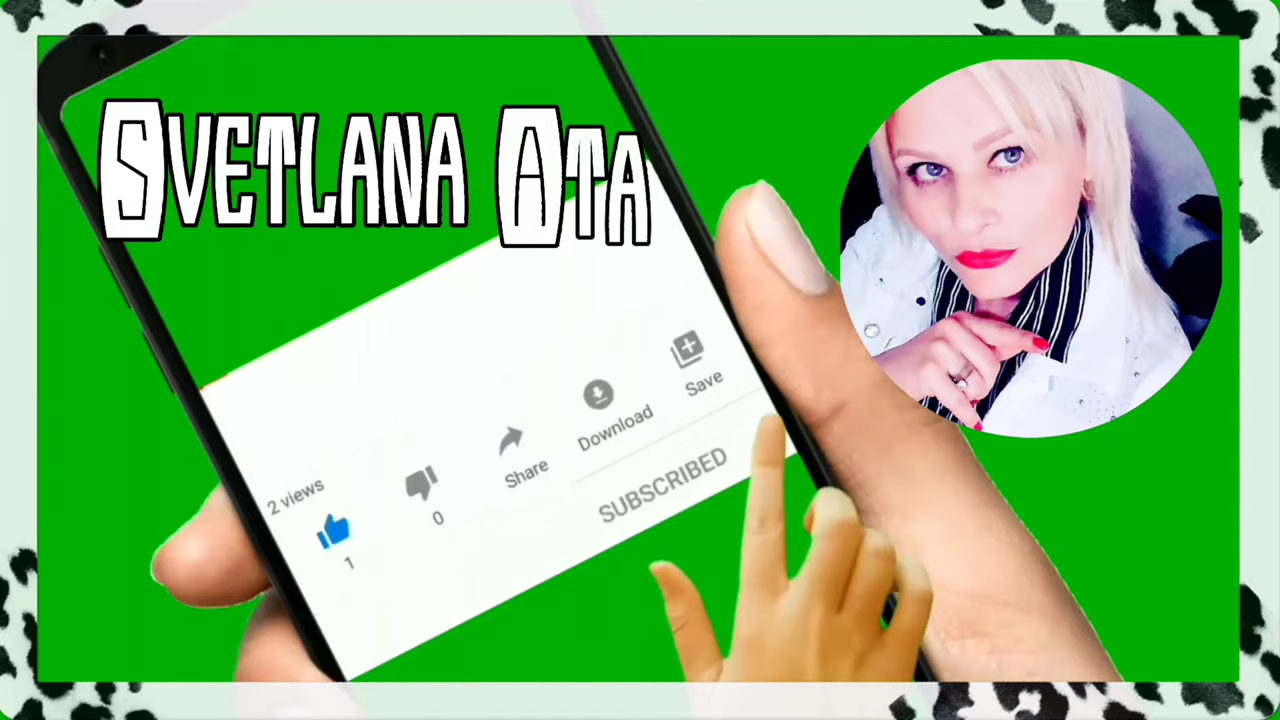 Svetlana Ata
2 views
1
0
Share
Download
Save
SUBSCRIBED